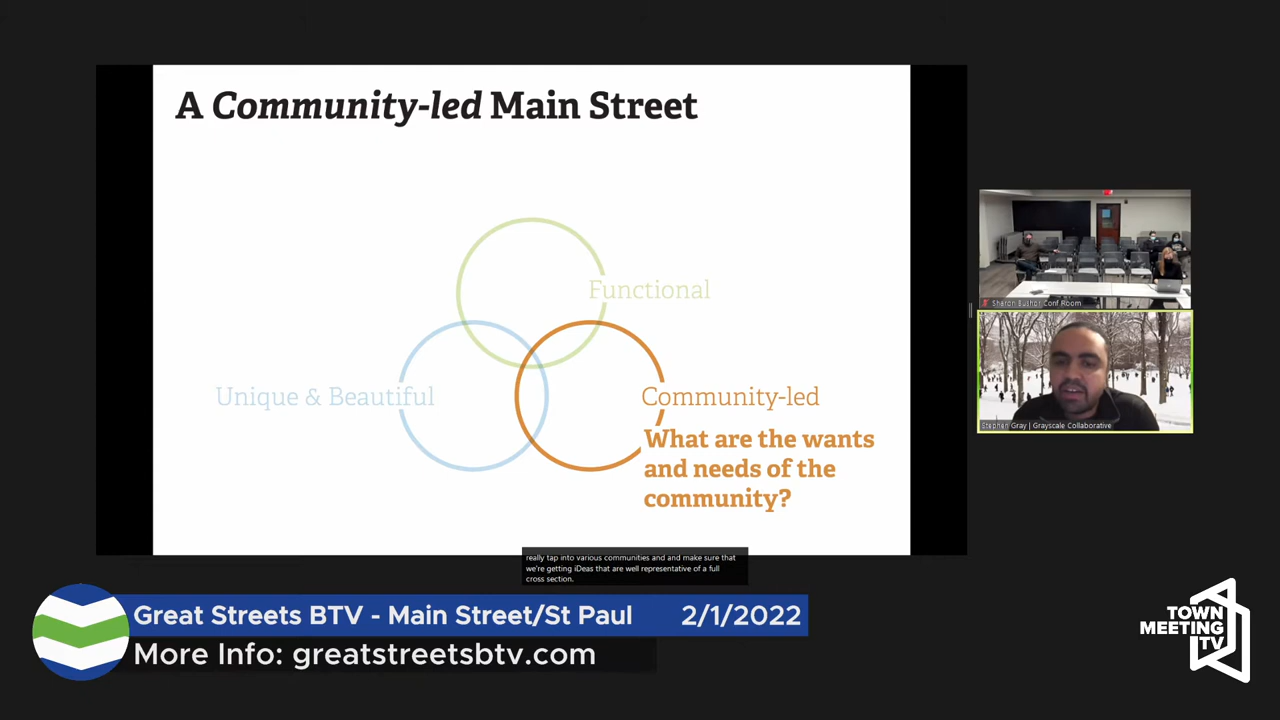 A Community-led Main Street
Functional
Unique & Beautiful
Community-led
What are the wants
and needs of the
community?
Sharon Bushor Conf Room
Stephen Gray | Grayscale Collaborative
really tap into various communities and and make sure that
we're getting iDeas that are well representative of a full
cross section.
Great Streets BTV - Main Street/St Paul 2/1/2022
More Info: greatstreetsbtv.com
TOWN
MEETING
TV